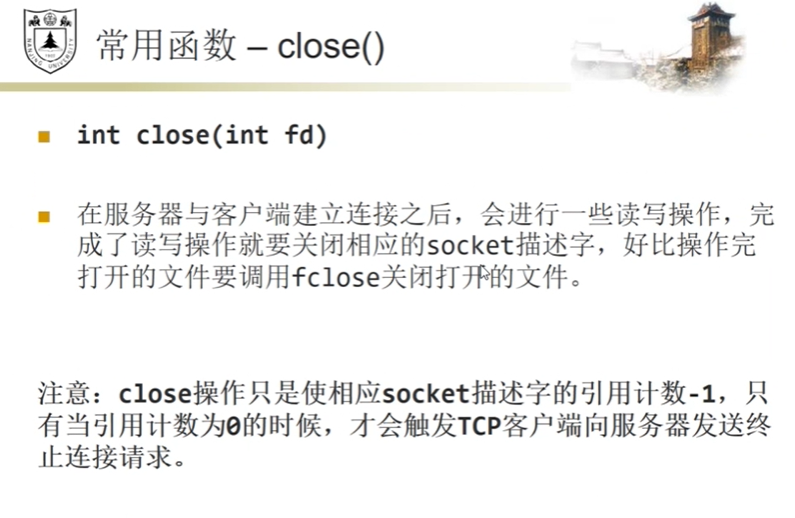 NANJING UNIVERSITY
常用函数 – close()
int close(int fd)
在服务器与客户端建立连接之后，会进行一些读写操作，完
成了读写操作就要关闭相应的socket描述字，好比操作完
打开的文件要调用fclose关闭打开的文件。
注意：close操作只是使相应socket描述字的引用计数-1，只
有当引用计数为0的时候，才会触发TCP客户端向服务器发送终
止连接请求。